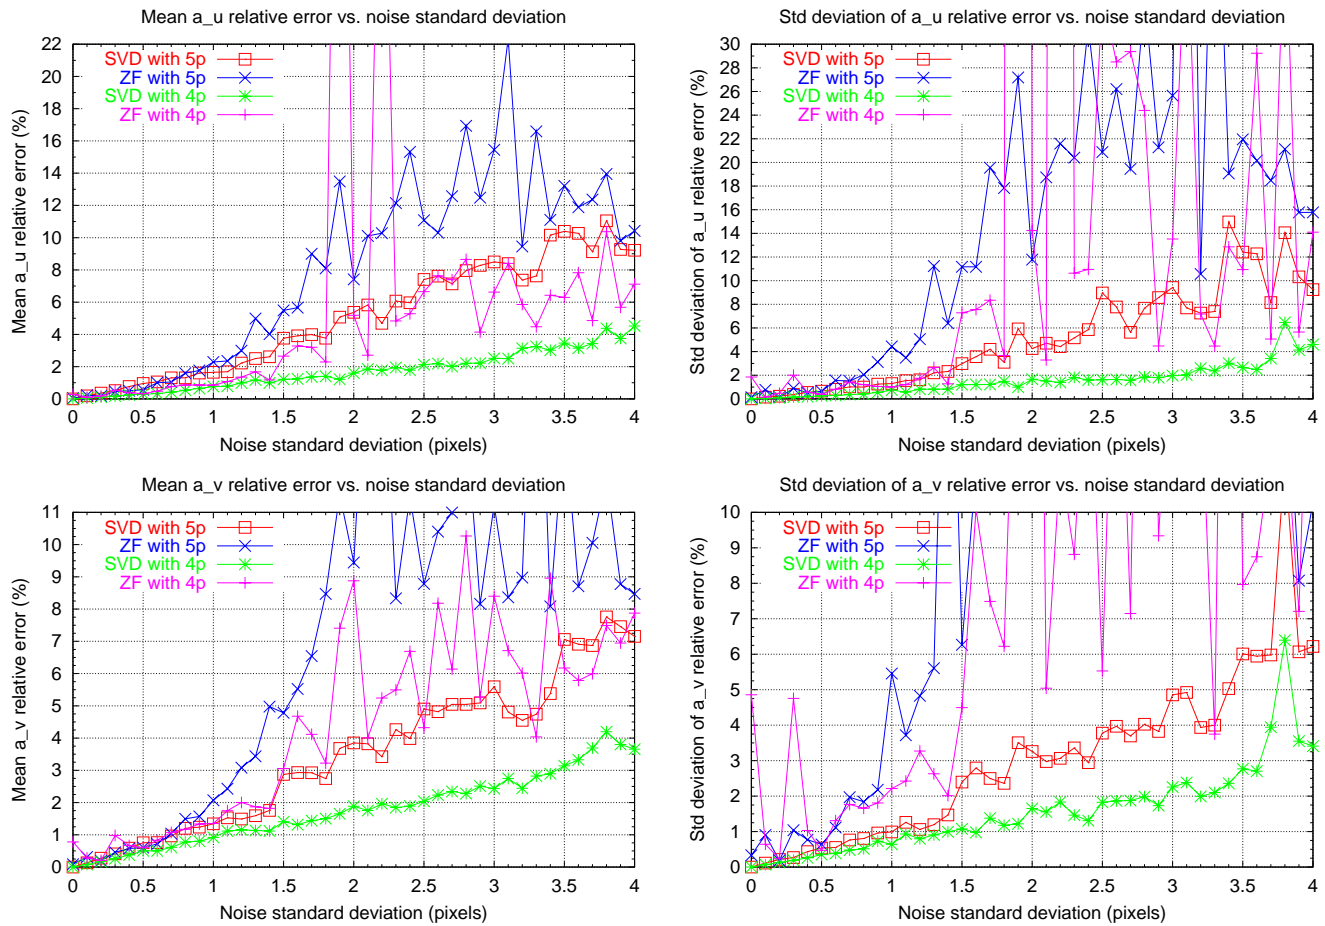 Mean a_u relative error vs. noise standard deviation
Mean a_u relative error (%)
22
20
18
16
14
12
10
8
6
4
2
0
SVD with 5p
ZF with 5p
SVD with 4p
ZF with 4p
0 0.5 1 1.5 2 2.5 3 3.5 4
Noise standard deviation (pixels)
Std deviation of a_u relative error vs. noise standard deviation
Std deviation of a_u relative error (%)
30
28
26
24
22
20
18
16
14
12
10
8
6
4
2
0
SVD with 5p
ZF with 5p
SVD with 4p
ZF with 4p
0 0.5 1 1.5 2 2.5 3 3.5 4
Noise standard deviation (pixels)
Mean a_v relative error vs. noise standard deviation
Mean a_v relative error (%)
11
10
9
8
7
6
5
4
3
2
1
0
SVD with 5p
ZF with 5p
SVD with 4p
ZF with 4p
0 0.5 1 1.5 2 2.5 3 3.5 4
Noise standard deviation (pixels)
Std deviation of a_v relative error vs. noise standard deviation
Std deviation of a_v relative error (%)
10
9
8
7
6
5
4
3
2
1
0
SVD with 5p
ZF with 5p
SVD with 4p
ZF with 4p
0 0.5 1 1.5 2 2.5 3 3.5 4
Noise standard deviation (pixels)